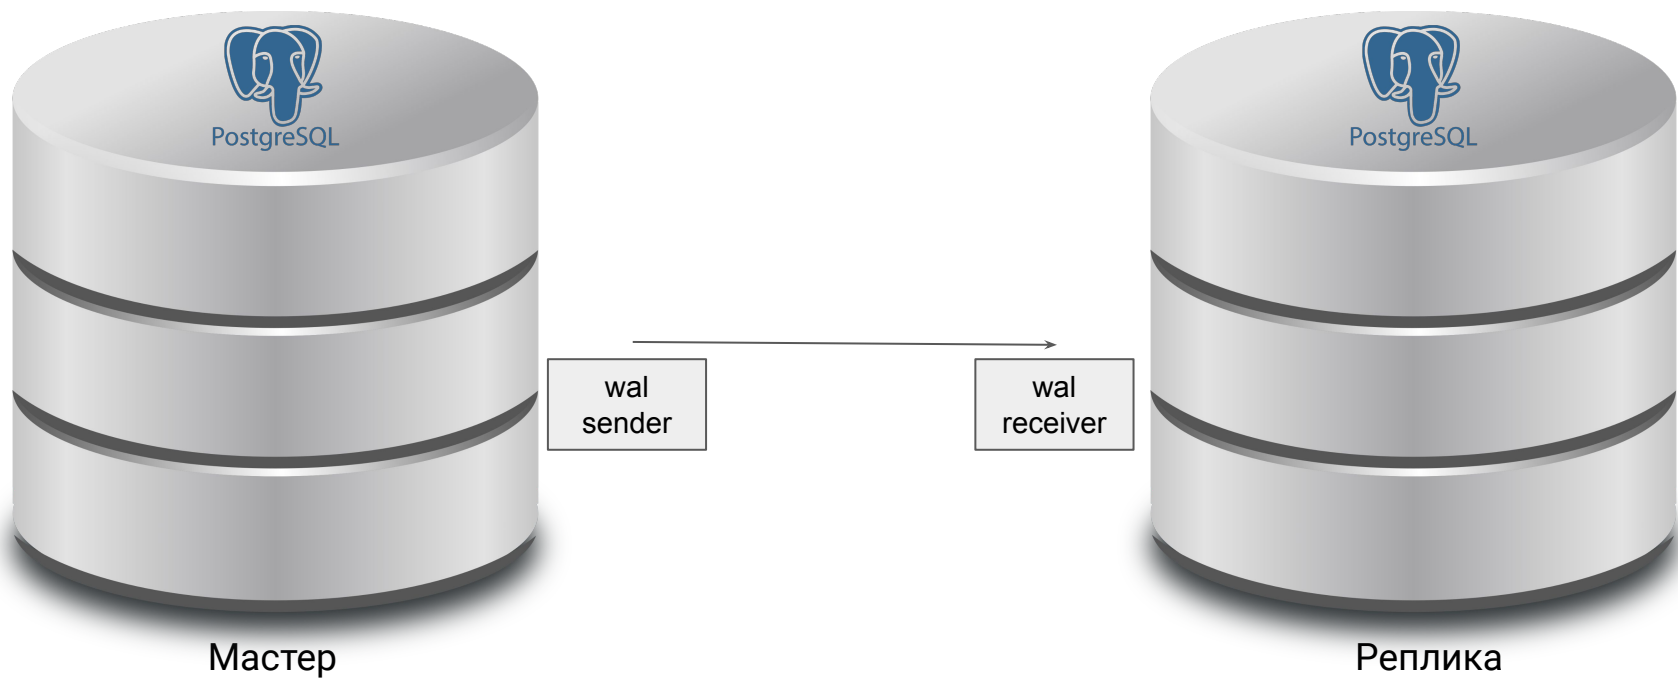 PostgreSQL
PostgreSQL
wal
sender
wal
receiver
Мастер
Реплика